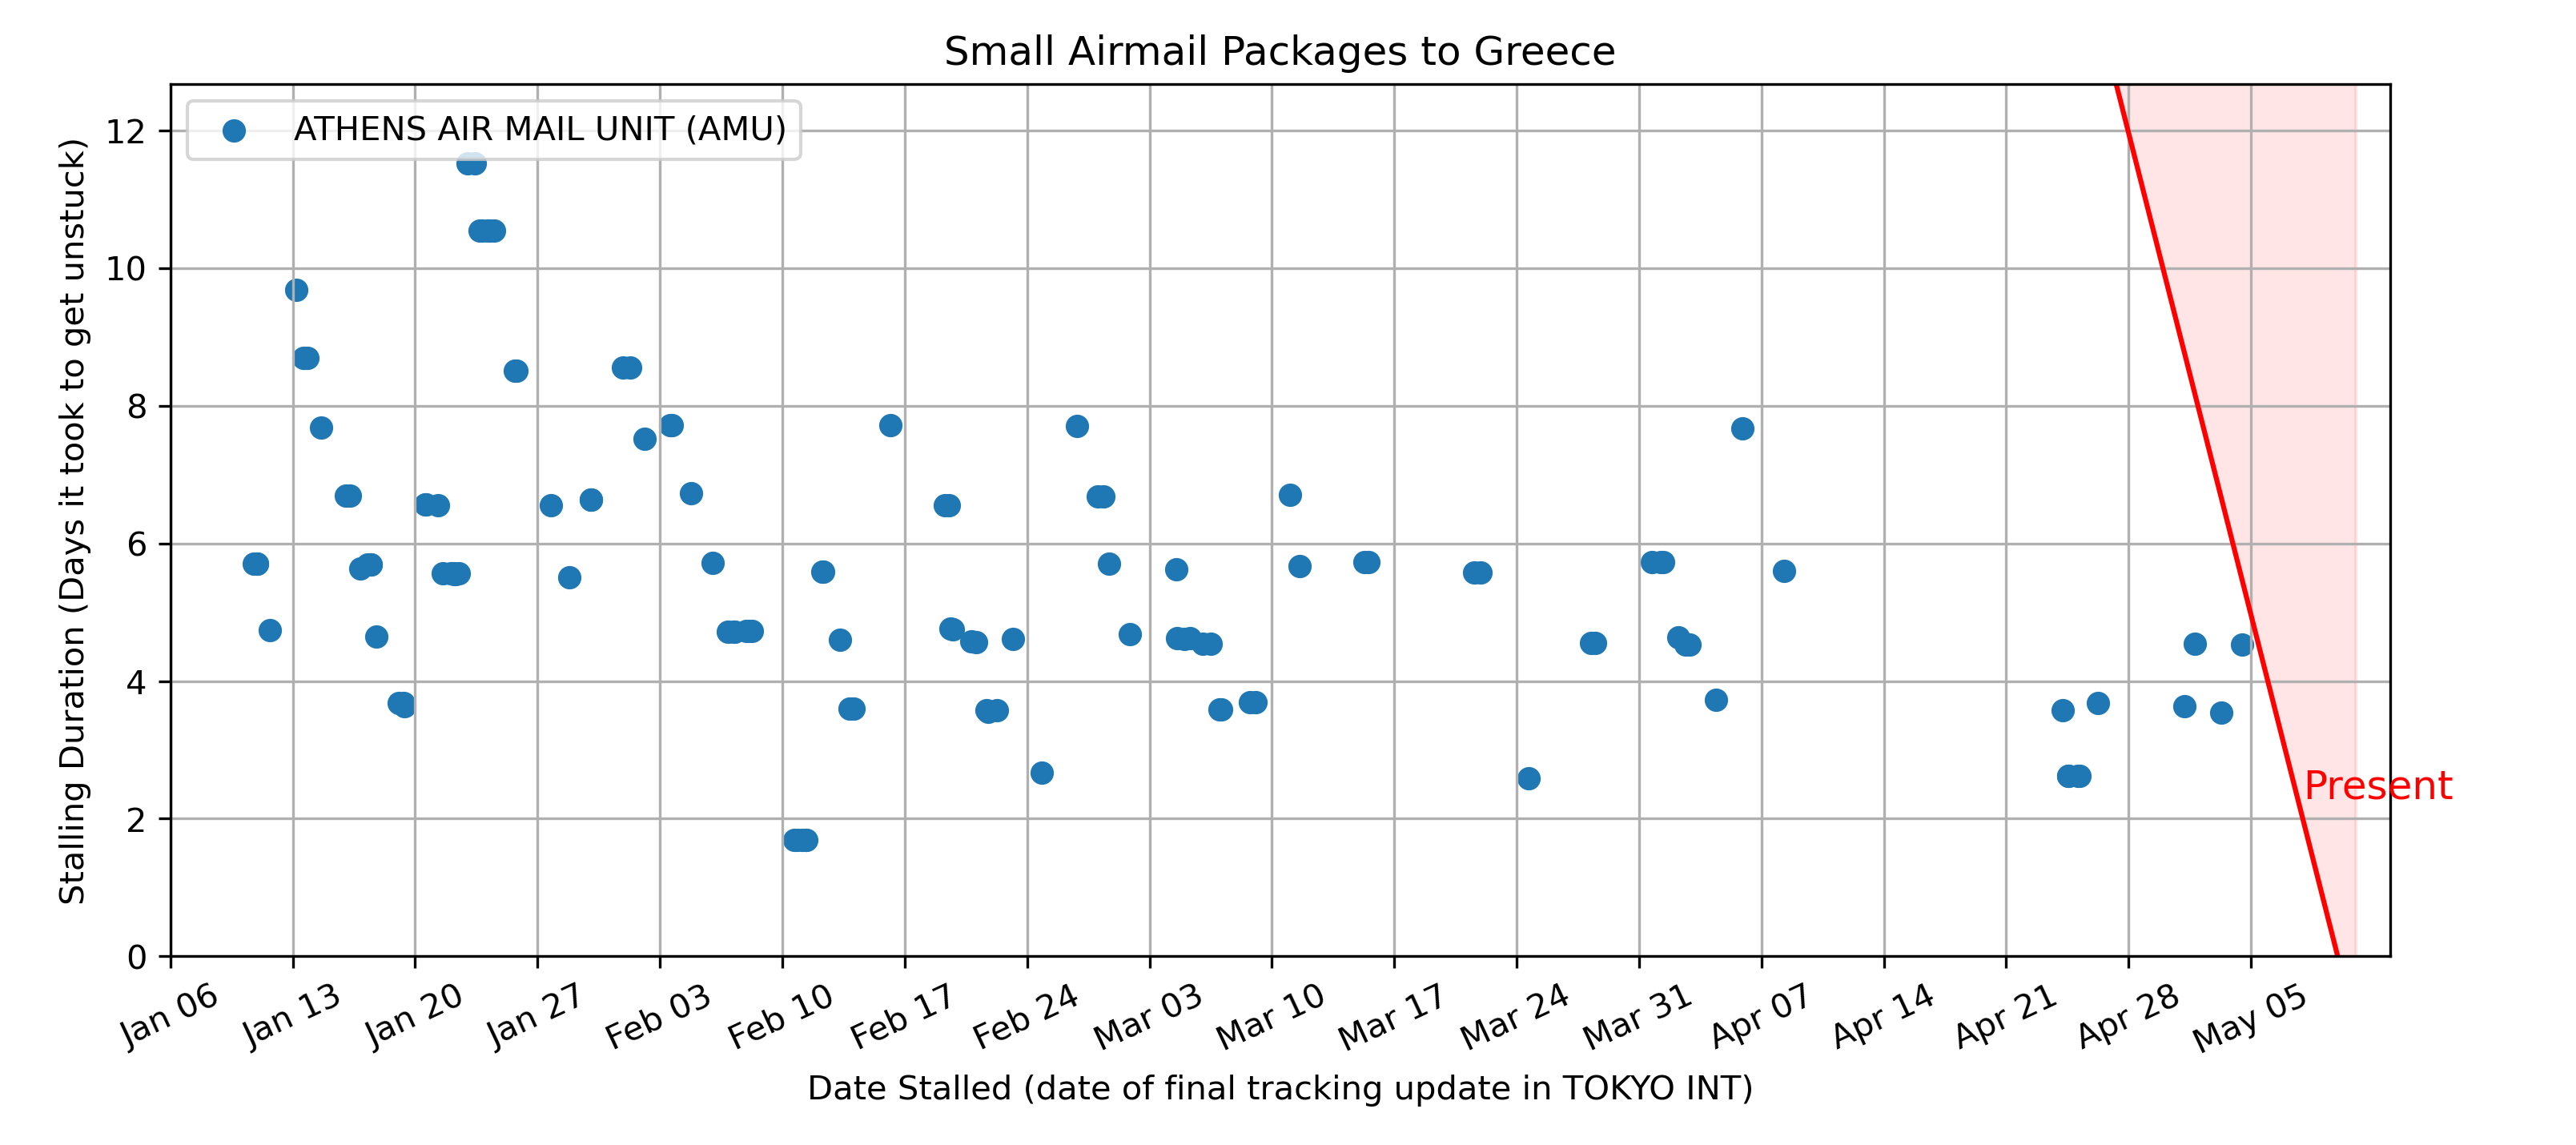 Small Airmail Packages to Greece
ATHENS AIR MAIL UNIT (AMU)
Stalling Duration (Days it took to get unstuck)
12
10
8
6
4
2
0
Present
Jan 06
Jan 13
Jan 20
Jan 27
Feb 03
Feb 10
Feb 17
Feb 24
Mar 03
Mar 10
Mar 17
Mar 24
Mar 31
Apr 07
Apr 14
Apr 21
Apr 28
May 05
Date Stalled (date of final tracking update in TOKYO INT)